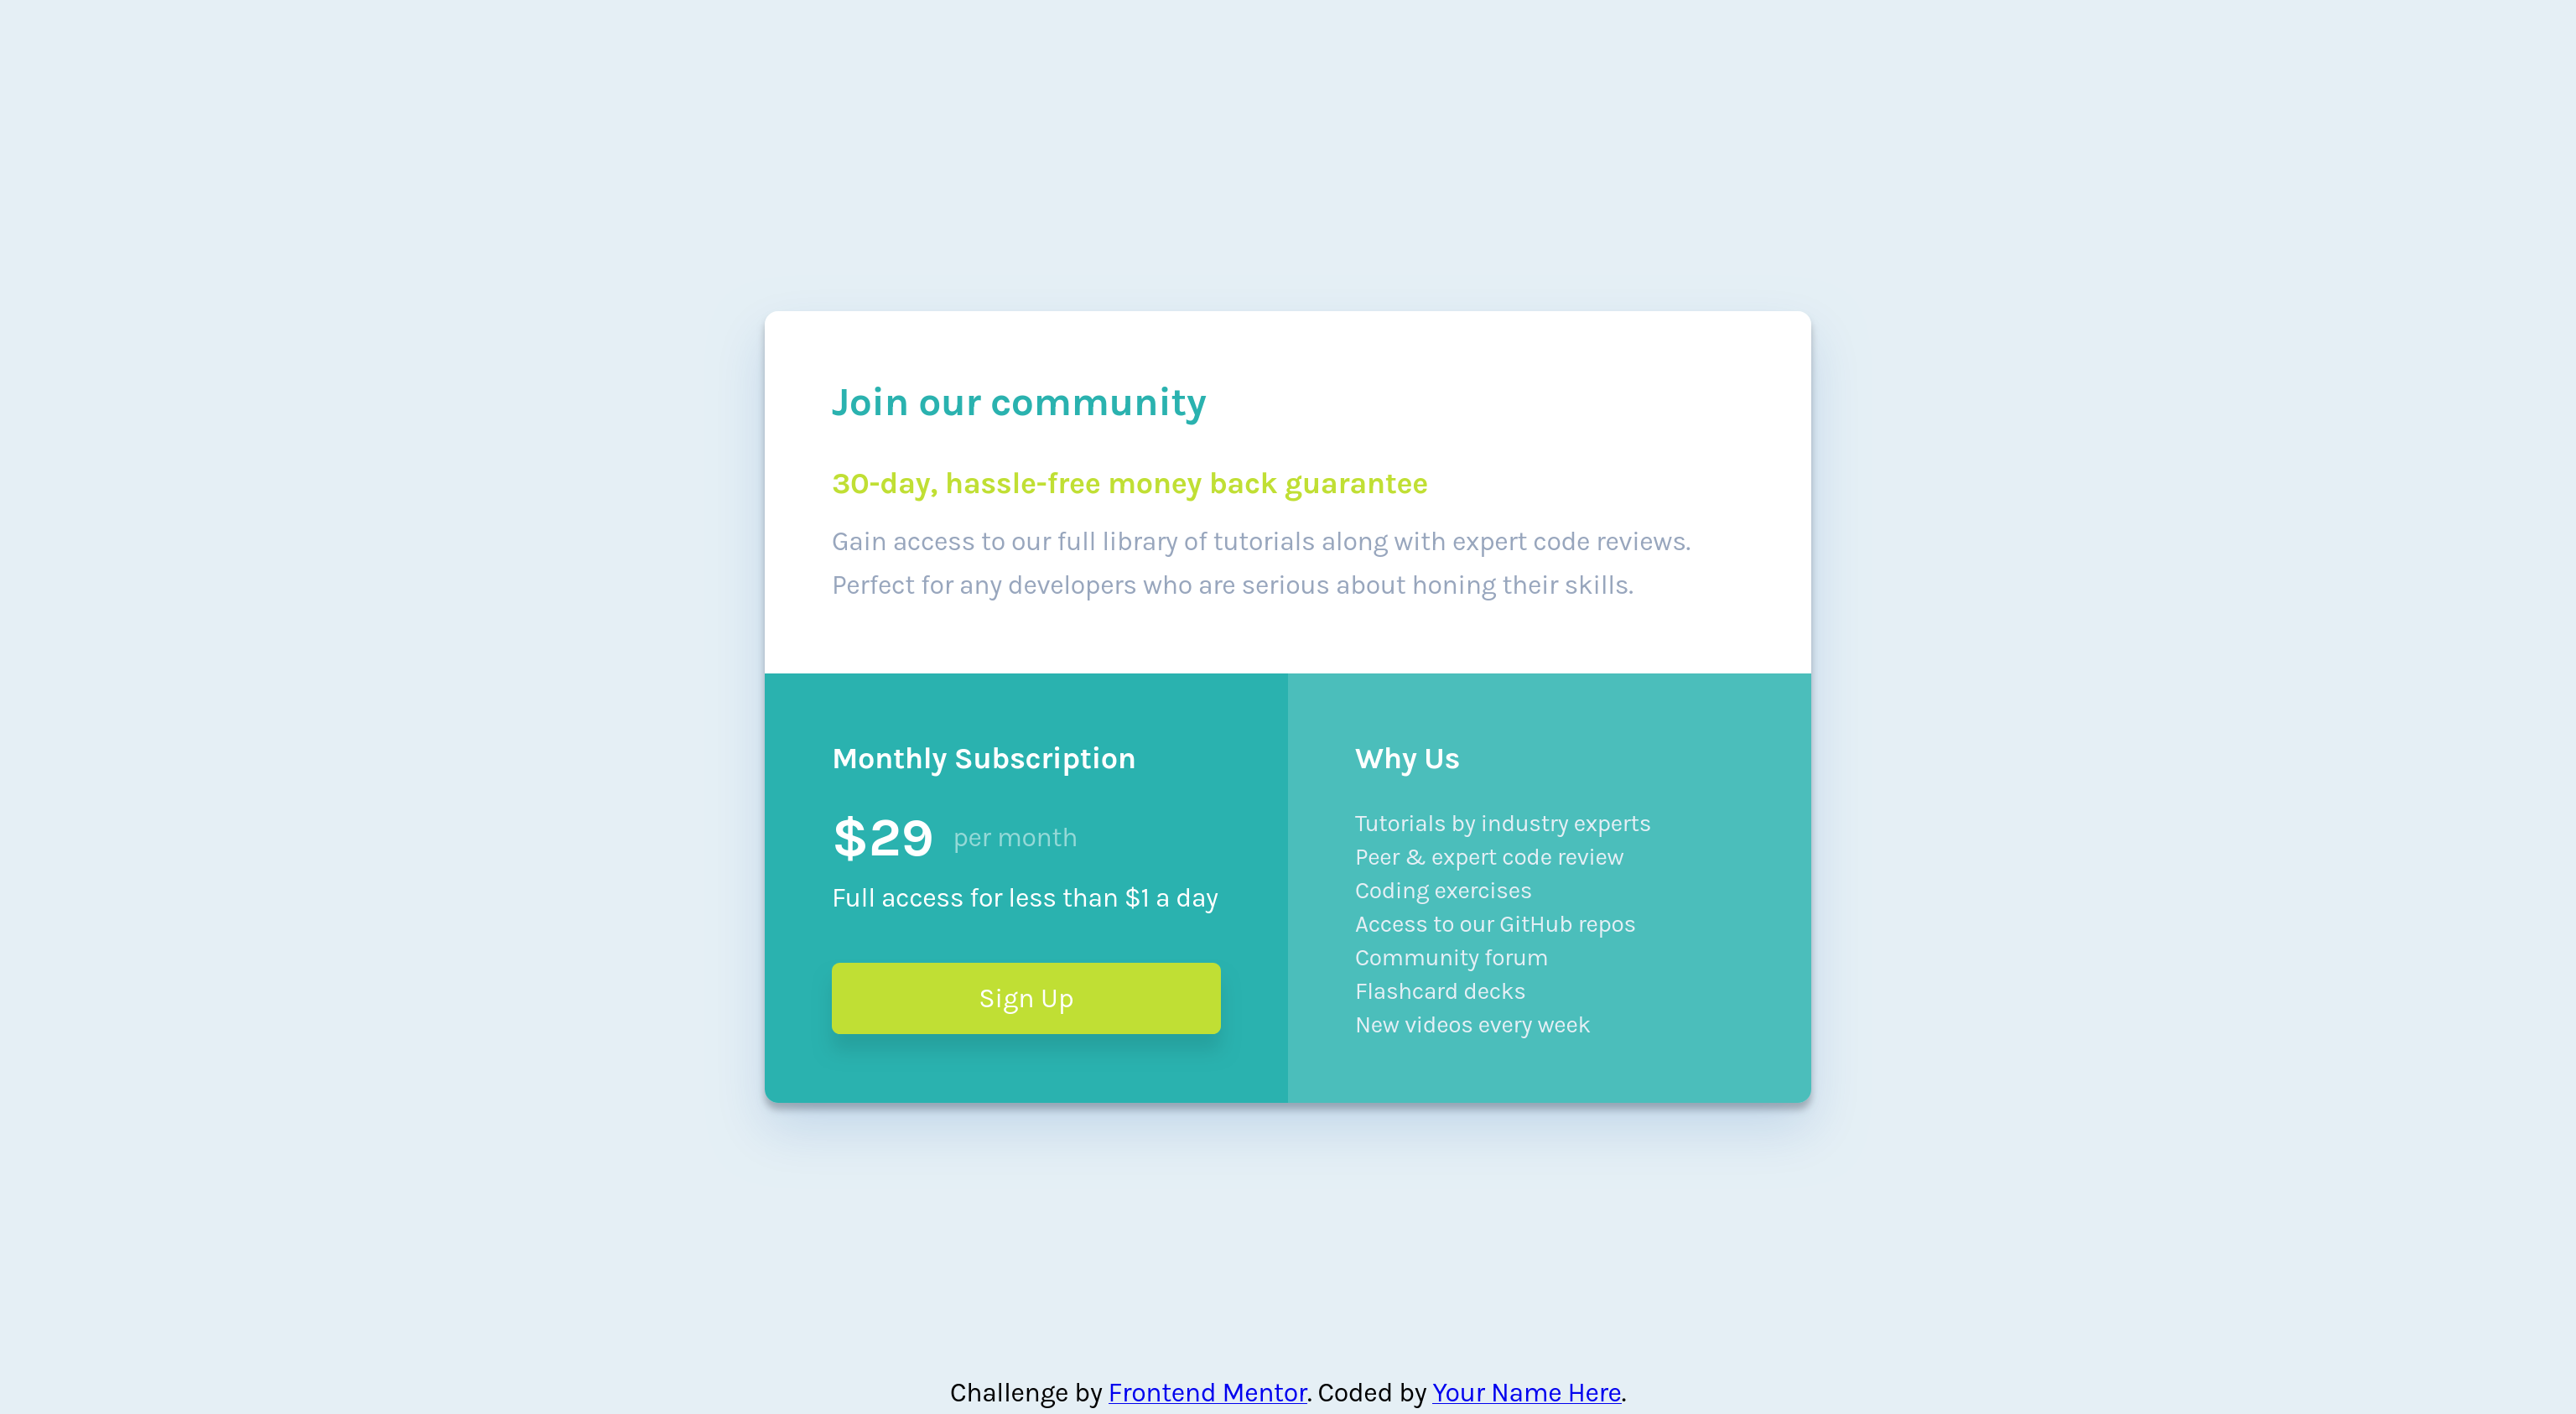 Join our community
30-day, hassle-free money back guarantee
Gain access to our full library of tutorials along with expert code reviews.
Perfect for any developers who are serious about honing their skills.
Monthly Subscription
$29 per month
Full access for less than $1 a day
Sign Up
Why Us
Tutorials by industry experts
Peer & expert code review
Coding exercises
Access to our GitHub repos
Community forum
Flashcard decks
New videos every week
Challenge by Frontend Mentor. Coded by Your Name Here.